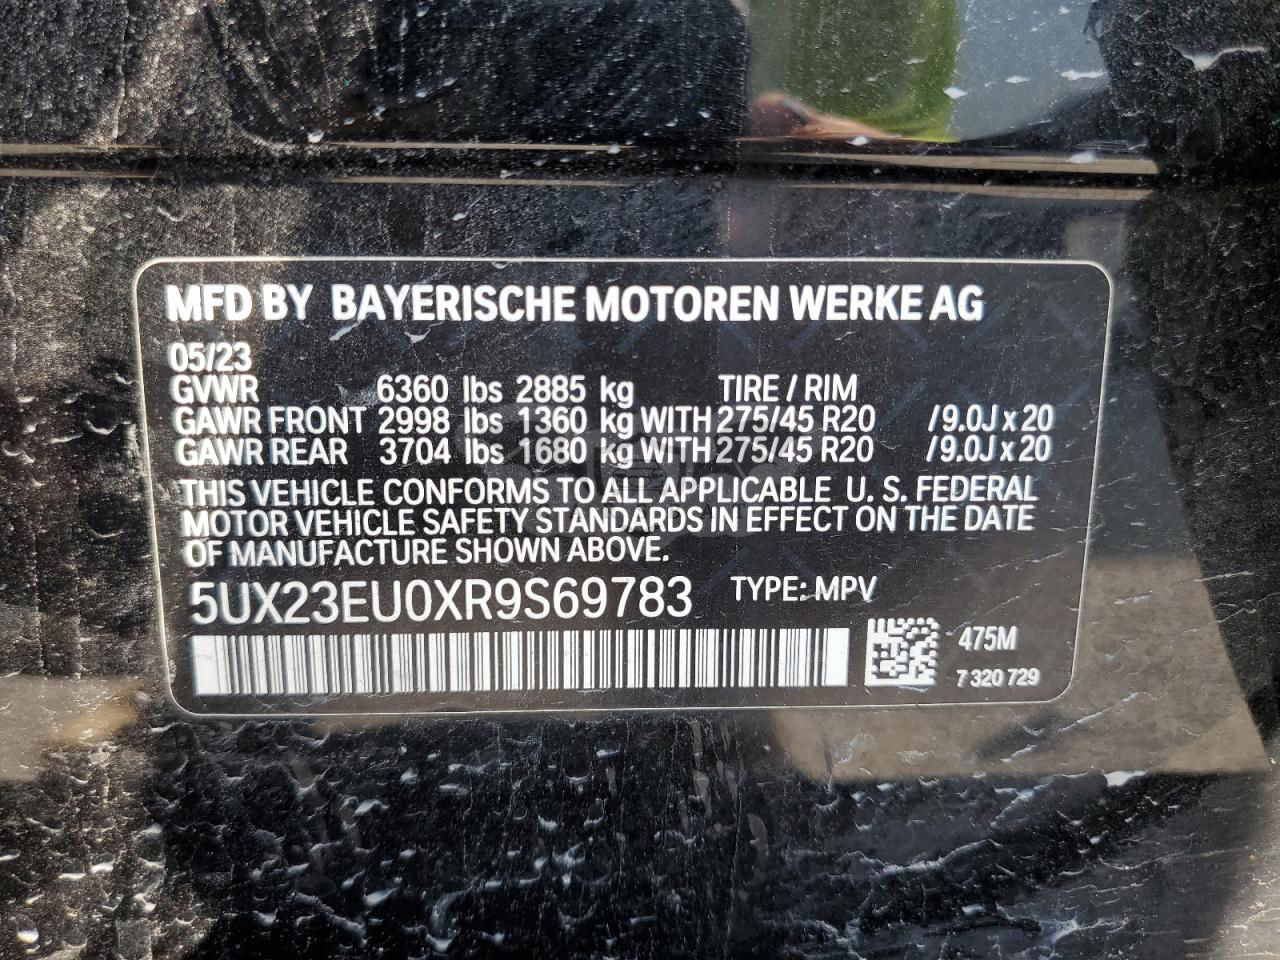 MFD BY BAYERISCHE MOTOREN WERKE AG
05/23
GVWR 6360 lbs 2885 kg TIRE / RIM
GAWR FRONT 2998 lbs 1360 kg WITH 275/45 R20 /9.0J x 20
GAWR REAR 3704 lbs 1680 kg WITH 275/45 R20 /9.0J x 20
THIS VEHICLE CONFORMS TO ALL APPLICABLE U. S. FEDERAL
MOTOR VEHICLE SAFETY STANDARDS IN EFFECT ON THE DATE
OF MANUFACTURE SHOWN ABOVE.
5UX23EU0XR9S69783 TYPE: MPV
475M
7 320 729